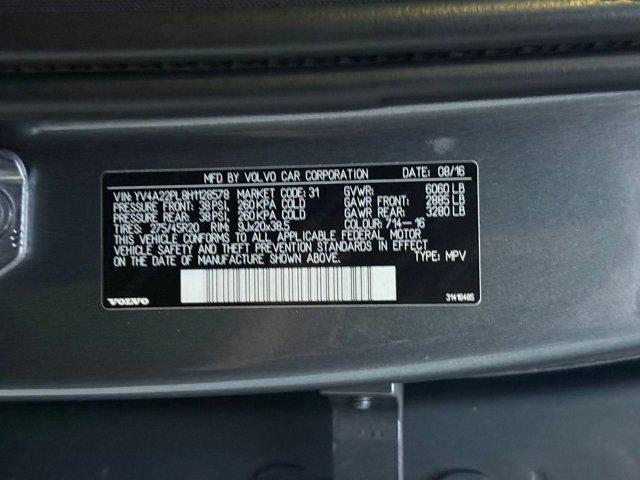 MFD BY VOLVO CAR CORPORATION DATE: 08/16
VIN: YV4A22PL8H1126578 MARKET CODE: 31 GVWR: 6060 LB
PRESSURE FRONT: 38 PSI, 260 KPA COLD GAWR FRONT: 2885 LB
PRESSURE REAR: 38 PSI, 260 KPA COLD GAWR REAR: 3280 LB
TIRES: 275/45R20 RIM 9Jx20x38.5 COLOUR: 714-16
THIS VEHICLE CONFORMS TO ALL APPLICABLE FEDERAL MOTOR
VEHICLE SAFETY AND THEFT PREVENTION STANDARDS IN EFFECT
ON THE DATE OF MANUFACTURE SHOWN ABOVE. TYPE: MPV
VOLVO 31416485